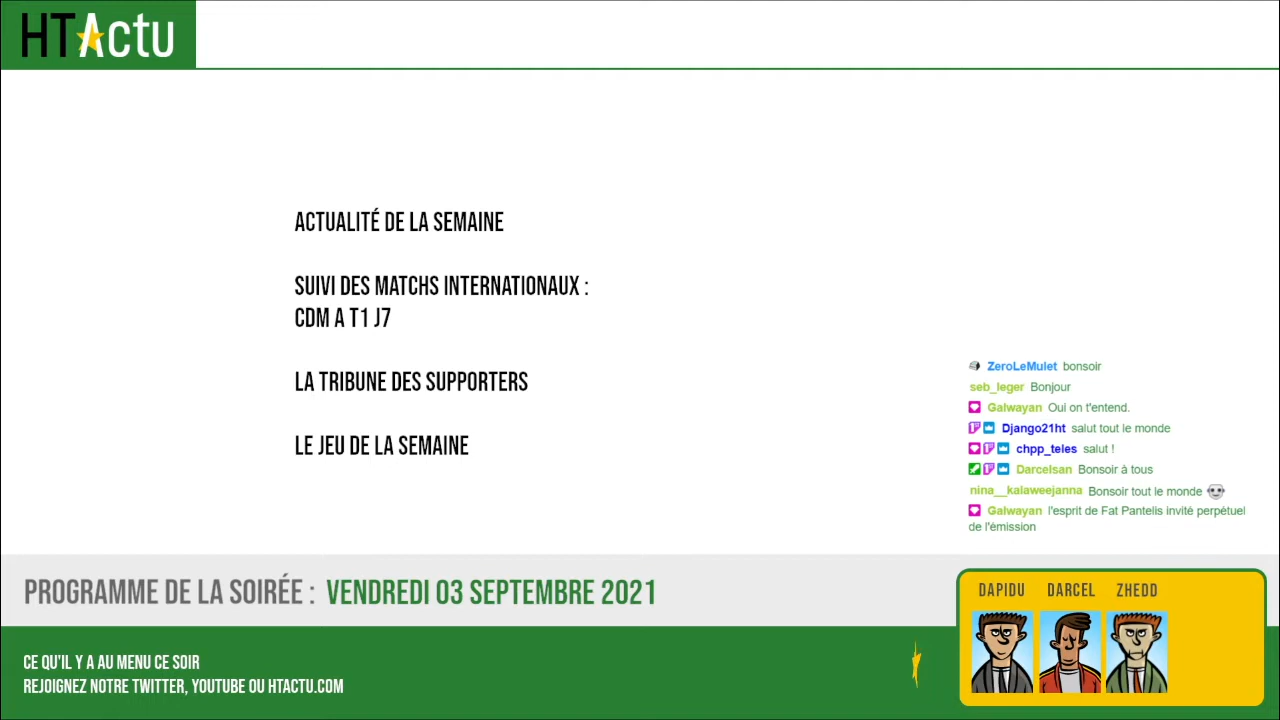 HTActu
ACTUALITÉ DE LA SEMAINE
SUIVI DES MATCHS INTERNATIONAUX :
CDM A T1 J7
LA TRIBUNE DES SUPPORTERS
LE JEU DE LA SEMAINE
ZeroLeMulet bonsoir
seb_leger Bonjour
Galwayan Oui on t'entend.
Django21ht salut tout le monde
chpp_teles salut !
Darcelsan Bonsoir à tous
nina__kalaweejanna Bonsoir tout le monde
Galwayan l'esprit de Fat Pantelis invité perpétuel
de l'émission
PROGRAMME DE LA SOIRÉE : VENDREDI 03 SEPTEMBRE 2021
DAPIDU DARCEL ZHEDD
CE QU'IL Y A AU MENU CE SOIR
REJOIGNEZ NOTRE TWITTER, YOUTUBE OU HTACTU.COM